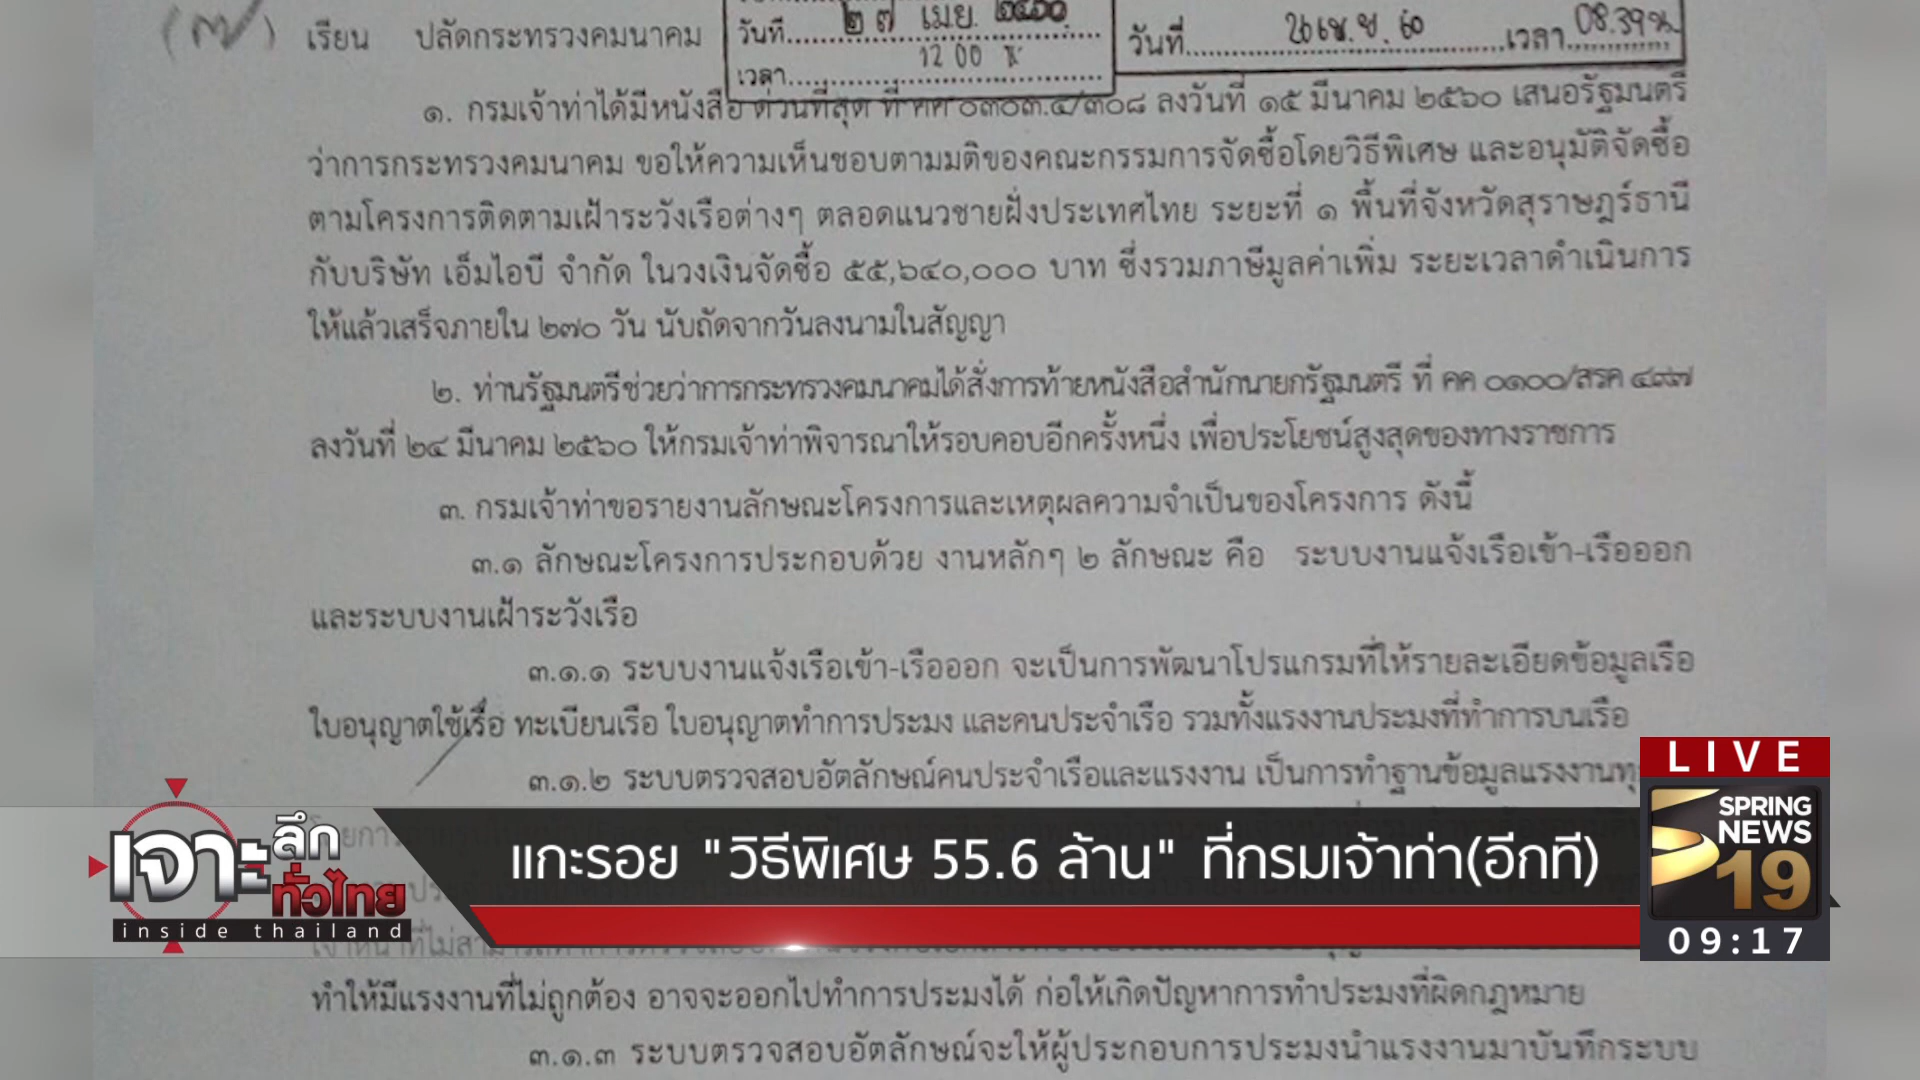 (๗) เรียน ปลัดกระทรวงคมนาคม
วันที่ ๒๗ เมย. ๒๕๖๐
เวลา 12 00 น
วันที่ 26 เม.ย. 60 เวลา 08.39 น.
๑. กรมเจ้าท่าได้มีหนังสือ ด่วนที่สุด ที่ คค ๐๓๐๓.๔/๓๐๘ ลงวันที่ ๑๕ มีนาคม ๒๕๖๐ เสนอรัฐมนตรี
ว่าการกระทรวงคมนาคม ขอให้ความเห็นชอบตามมติของคณะกรรมการจัดซื้อโดยวิธีพิเศษ และอนุมัติจัดซื้อ
ตามโครงการติดตามเฝ้าระวังเรือต่างๆ ตลอดแนวชายฝั่งประเทศไทย ระยะที่ ๑ พื้นที่จังหวัดสุราษฎร์ธานี
กับบริษัท เอ็มไอบี จำกัด ในวงเงินจัดซื้อ ๕๕,๖๔๐,๐๐๐ บาท ซึ่งรวมภาษีมูลค่าเพิ่ม ระยะเวลาดำเนินการ
ให้แล้วเสร็จภายใน ๒๗๐ วัน นับถัดจากวันลงนามในสัญญา
๒. ท่านรัฐมนตรีช่วยว่าการกระทรวงคมนาคมได้สั่งการท้ายหนังสือสำนักนายกรัฐมนตรี ที่ คค ๐๑๐๐/สรค
ลงวันที่ ๒๔ มีนาคม ๒๕๖๐ ให้กรมเจ้าท่าพิจารณาให้รอบคอบอีกครั้งหนึ่ง เพื่อประโยชน์สูงสุดของทางราชการ
๓. กรมเจ้าท่าขอรายงานลักษณะโครงการและเหตุผลความจำเป็นของโครงการ ดังนี้
๓.๑ ลักษณะโครงการประกอบด้วย งานหลักๆ ๒ ลักษณะ คือ ระบบงานแจ้งเรือเข้า-เรือออก
และระบบงานเฝ้าระวังเรือ
๓.๑.๑ ระบบงานแจ้งเรือเข้า-เรือออก จะเป็นการพัฒนาโปรแกรมที่ให้รายละเอียดข้อมูลเรือ
ใบอนุญาตใช้เรือ ทะเบียนเรือ ใบอนุญาตทำการประมง และคนประจำเรือ รวมทั้งแรงงานประมงที่ทำการบนเรือ
๓.๑.๒ ระบบตรวจสอบอัตลักษณ์คนประจำเรือและแรงงาน เป็นการทำฐานข้อมูลแรงงาน
ทำให้มีแรงงานที่ไม่ถูกต้อง อาจจะออกไปทำการประมงได้ ก่อให้เกิดปัญหาการทำประมงที่ผิดกฎหมาย
๓.๑.๓ ระบบตรวจสอบอัตลักษณ์จะให้ผู้ประกอบการประมงนำแรงงานมาบันทึกระบบ
เจาะลึกทั่วไทย
inside thailand
แกะรอย "วิธีพิเศษ 55.6 ล้าน" ที่กรมเจ้าท่า(อีกที)
LIVE
SPRING
NEWS
19
09:17